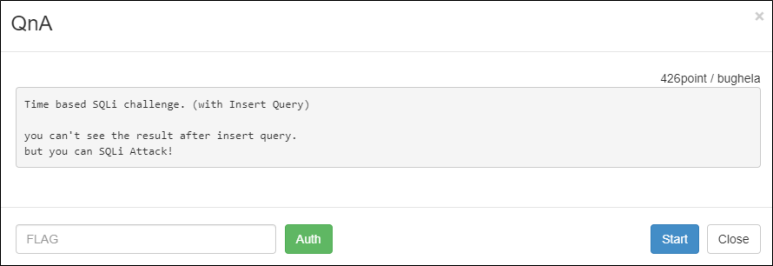 QnA
×
426point / bughela
Time based SQLi challenge. (with Insert Query)
you can't see the result after insert query.
but you can SQLi Attack!
FLAG
Auth
Start
Close